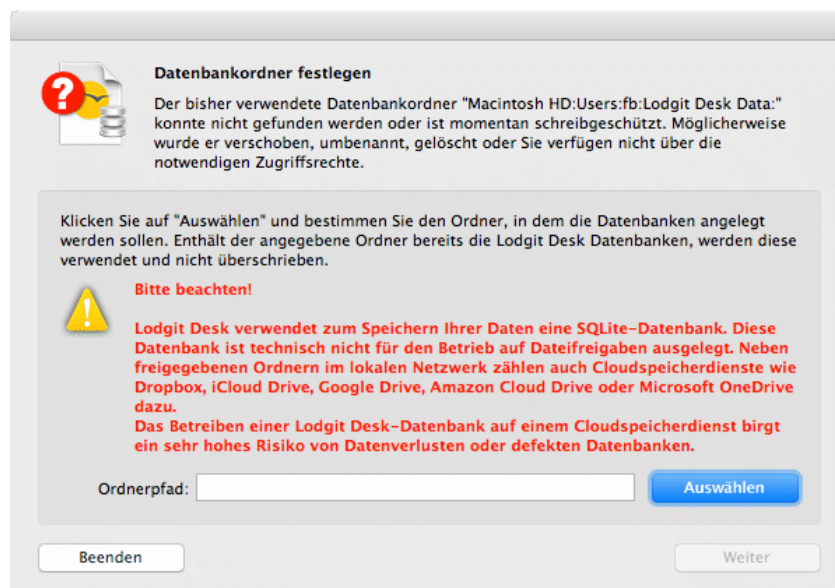 Datenbankordner festlegen
Der bisher verwendete Datenbankordner "Macintosh HD:Users:fb:Lodgit Desk Data:"
konnte nicht gefunden werden oder ist momentan schreibgeschützt. Möglicherweise
wurde er verschoben, umbenannt, gelöscht oder Sie verfügen nicht über die
notwendigen Zugriffsrechte.
Klicken Sie auf "Auswählen" und bestimmen Sie den Ordner, in dem die Datenbanken angelegt
werden sollen. Enthält der angegebene Ordner bereits die Lodgit Desk Datenbanken, werden diese
verwendet und nicht überschrieben.
Bitte beachten!
Lodgit Desk verwendet zum Speichern Ihrer Daten eine SQLite-Datenbank. Diese
Datenbank ist technisch nicht für den Betrieb auf Dateifreigaben ausgelegt. Neben
freigegebenen Ordnern im lokalen Netzwerk zählen auch Cloudspeicherdienste wie
Dropbox, iCloud Drive, Google Drive, Amazon Cloud Drive oder Microsoft OneDrive
dazu.
Das Betreiben einer Lodgit Desk-Datenbank auf einem Cloudspeicherdienst birgt
ein sehr hohes Risiko von Datenverlusten oder defekten Datenbanken.
Ordnerpfad:
Auswählen
Beenden
Weiter